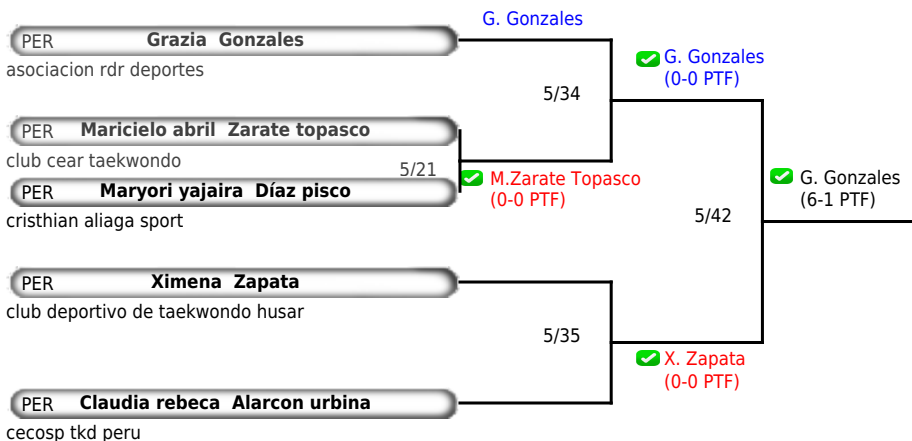 G. Gonzales
PER Grazia Gonzales
asociacion rdr deportes
G. Gonzales
(0-0 PTF)
5/34
PER Maricielo abril Zarate topasco
club cear taekwondo
5/21
M.Zarate Topasco
(0-0 PTF)
PER Maryori yajaira Díaz pisco
cristhian aliaga sport
G. Gonzales
(6-1 PTF)
5/42
PER Ximena Zapata
club deportivo de taekwondo husar
5/35
X. Zapata
(0-0 PTF)
PER Claudia rebeca Alarcon urbina
cecosp tkd peru